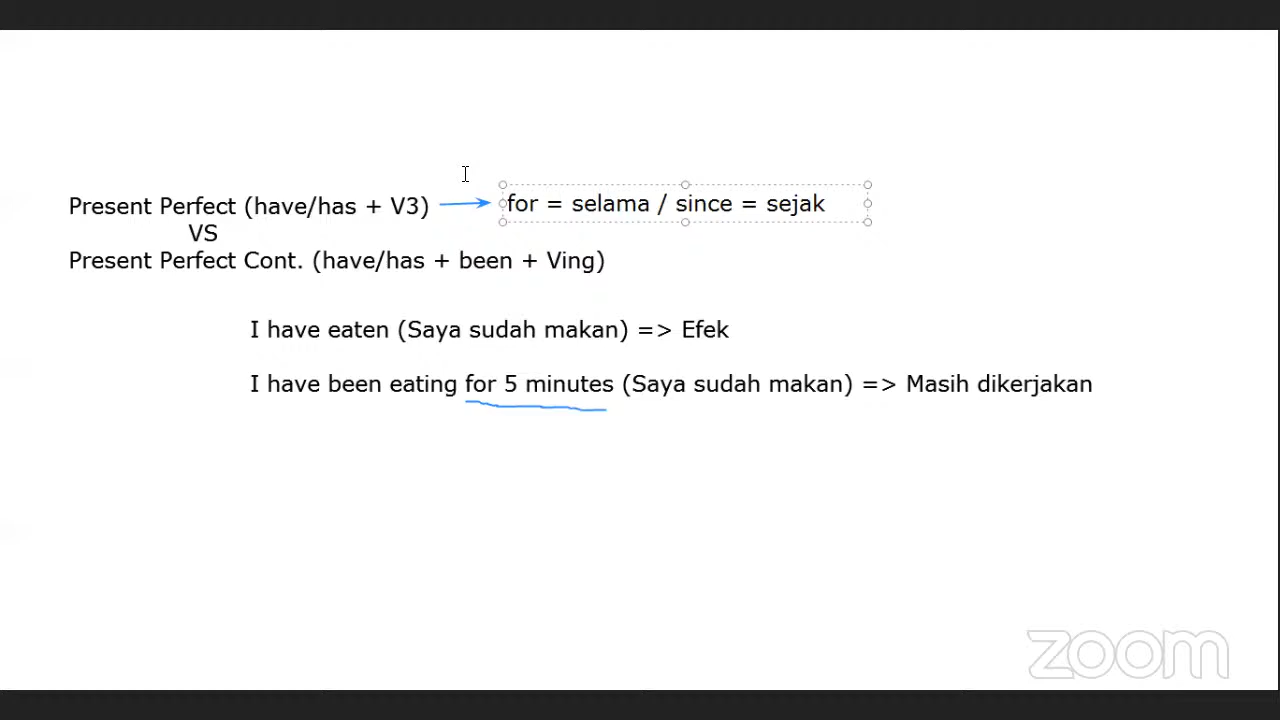 Present Perfect (have/has + V3) for = selama / since = sejak
VS
Present Perfect Cont. (have/has + been + Ving)
I have eaten (Saya sudah makan) => Efek
I have been eating for 5 minutes (Saya sudah makan) => Masih dikerjakan
zoom